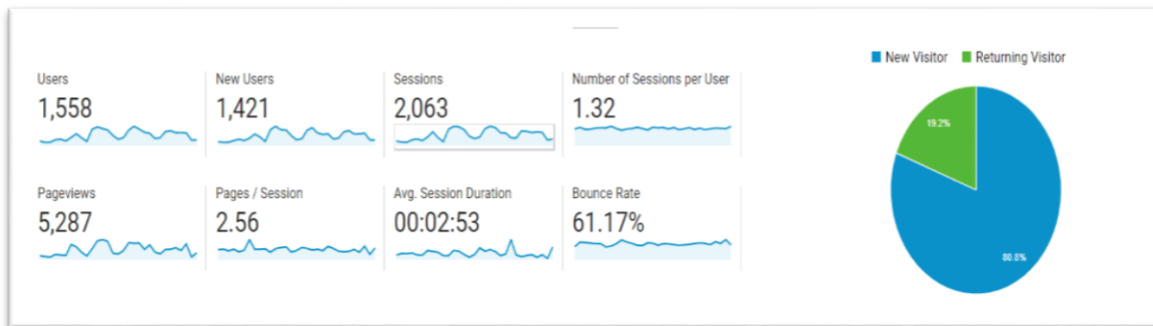 New Visitor
Returning Visitor
Users
1,558
New Users
1,421
Sessions
2,063
Number of Sessions per User
1.32
Pageviews
5,287
Pages / Session
2.56
Avg. Session Duration
00:02:53
Bounce Rate
61.17%
19.2%
80.8%